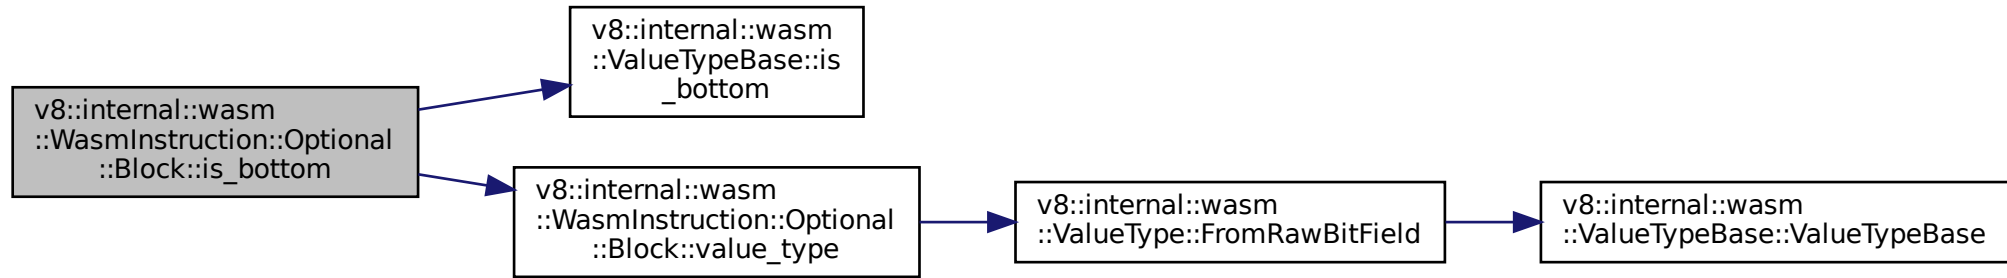 v8::internal::wasm
::WasmInstruction::Optional
::Block::is_bottom
v8::internal::wasm
::ValueTypeBase::is
_bottom
v8::internal::wasm
::WasmInstruction::Optional
::Block::value_type
v8::internal::wasm
::ValueType::FromRawBitField
v8::internal::wasm
::ValueTypeBase::ValueTypeBase